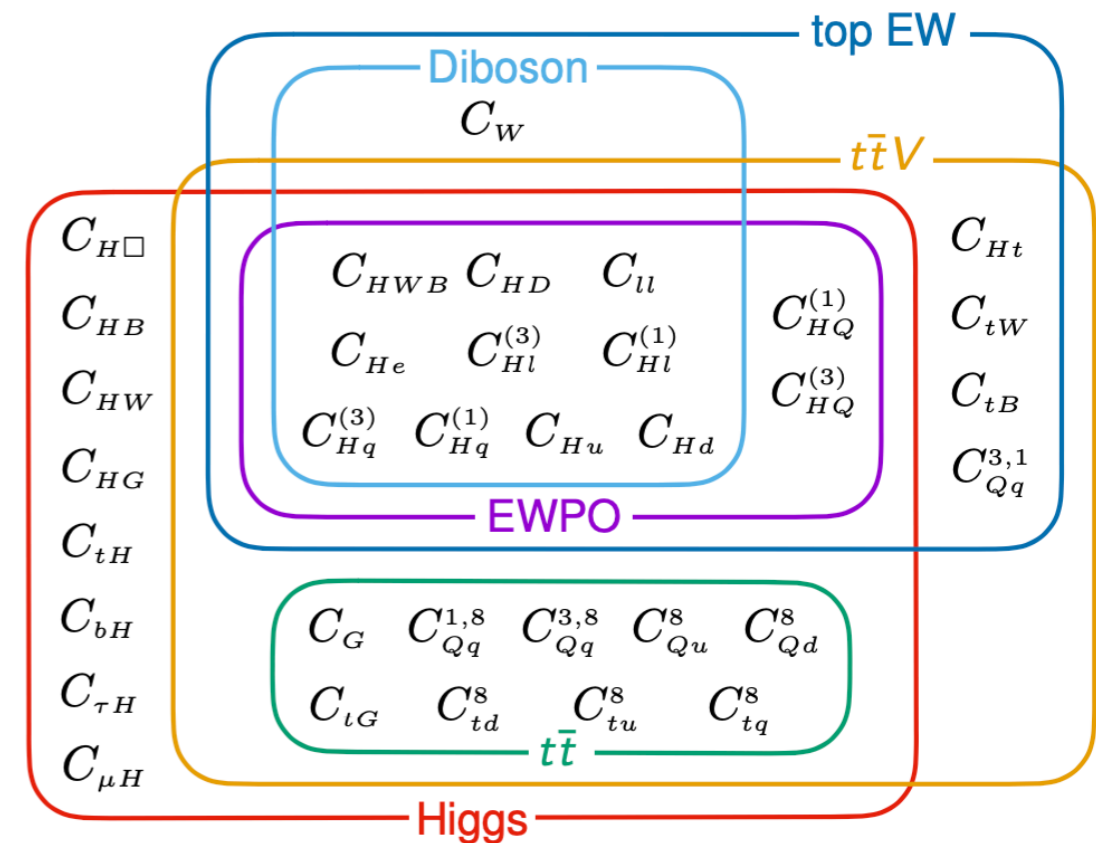 top EW
Diboson
C_W
tt̄V
C_{H□}
C_{HWB} C_{HD} C_{ll}
C_{Ht}
C_{HB}
C_{HQ}^{(1)}
C_{tW}
C_{He} C_{Hl}^{(3)} C_{Hl}^{(1)}
C_{HW}
C_{HQ}^{(3)}
C_{tB}
C_{Hq}^{(3)} C_{Hq}^{(1)} C_{Hu} C_{Hd}
C_{HG}
C_{Qq}^{3,1}
EWPO
C_{tH}
C_{bH}
C_G C_{Qq}^{1,8} C_{Qq}^{3,8} C_{Qu}^{8} C_{Qd}^{8}
C_{τH}
C_{tG} C_{td}^{8} C_{tu}^{8} C_{tq}^{8}
tt̄
C_{μH}
Higgs